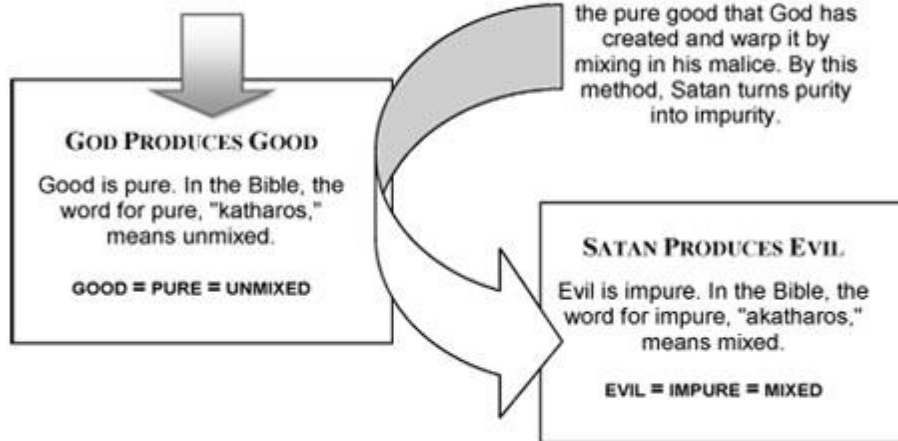 the pure good that God has
created and warp it by
mixing in his malice. By this
method, Satan turns purity
into impurity.
GOD PRODUCES GOOD
Good is pure. In the Bible, the
word for pure, "katharos,"
means unmixed.
GOOD = PURE = UNMIXED
SATAN PRODUCES EVIL
Evil is impure. In the Bible, the
word for impure, "akatharos,"
means mixed.
EVIL = IMPURE = MIXED